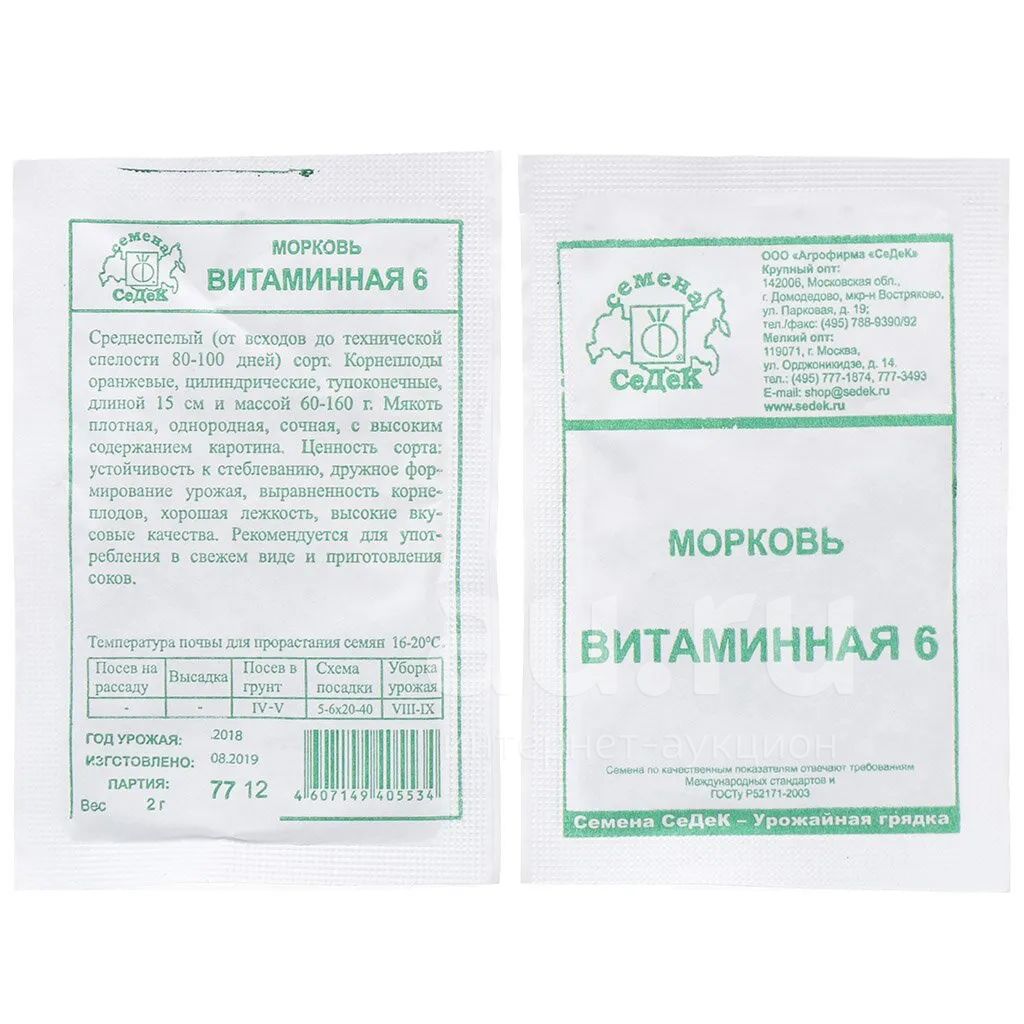 Семена
СеДеК
МОРКОВЬ
ВИТАМИННАЯ 6
Среднеспелый (от всходов до технической
спелости 80-100 дней) сорт. Корнеплоды
оранжевые, цилиндрические, тупоконечные,
длиной 15 см и массой 60-160 г. Мякоть
плотная, однородная, сочная, с высоким
содержанием каротина. Ценность сорта:
устойчивость к стеблеванию, дружное фор-
мирование урожая, выравненность корне-
плодов, хорошая лежкость, высокие вку-
совые качества. Рекомендуется для упот-
ребления в свежем виде и приготовления
соков.
Температура почвы для прорастания семян 16-20°С
Посев на рассаду Высадка Посев в грунт Схема посадки Уборка урожая
- - IV-V 5-6х20-40 VIII-IX
ГОД УРОЖАЯ: .2018
ИЗГОТОВЛЕНО: 08.2019
ПАРТИЯ: 77 12
Вес 2 г
4 607149 405534
Семена
СеДеК
®
ООО «Агрофирма «СеДеК»
Крупный опт:
142006, Московская обл.,
г. Домодедово, мкр-н Востряково,
ул. Парковая, д. 19;
тел./факс: (495) 788-9390/92
Мелкий опт:
119071, г. Москва,
ул. Орджоникидзе, д. 14.
тел.: (495) 777-1874, 777-3493
E-mail: shop@sedek.ru
www.sedek.ru
МОРКОВЬ
ВИТАМИННАЯ 6
Семена по качественным показателям отвечают требованиям
Международных стандартов и
ГОСТу Р52171-2003
Семена СеДеК – Урожайная грядка
au.ru
интернет-аукцион